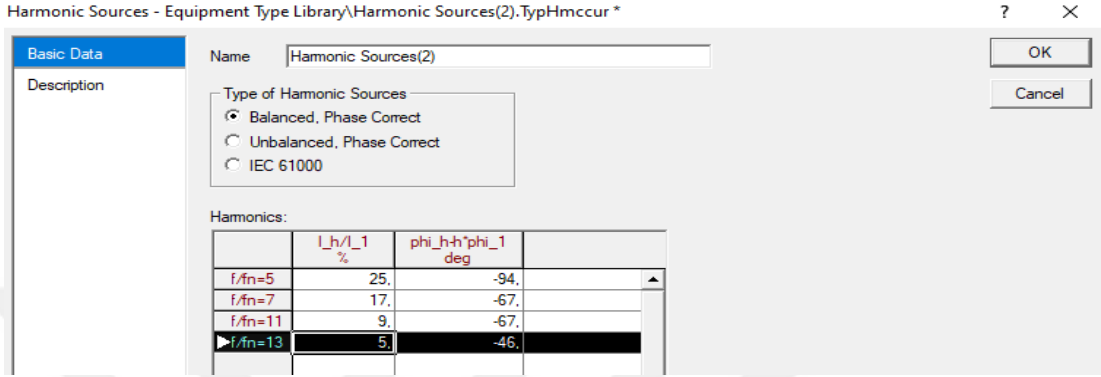 Harmonic Sources - Equipment Type Library\Harmonic Sources(2).TypHmccur * ? ×
Basic Data
Description
Name Harmonic Sources(2)
OK
Cancel
Type of Harmonic Sources
Balanced, Phase Correct
Unbalanced, Phase Correct
IEC 61000
Harmonics:
I_h/I_1 phi_h-h*phi_1
% deg
f/fn=5 25, -94,
f/fn=7 17, -67,
f/fn=11 9, -67,
f/fn=13 5, -46,